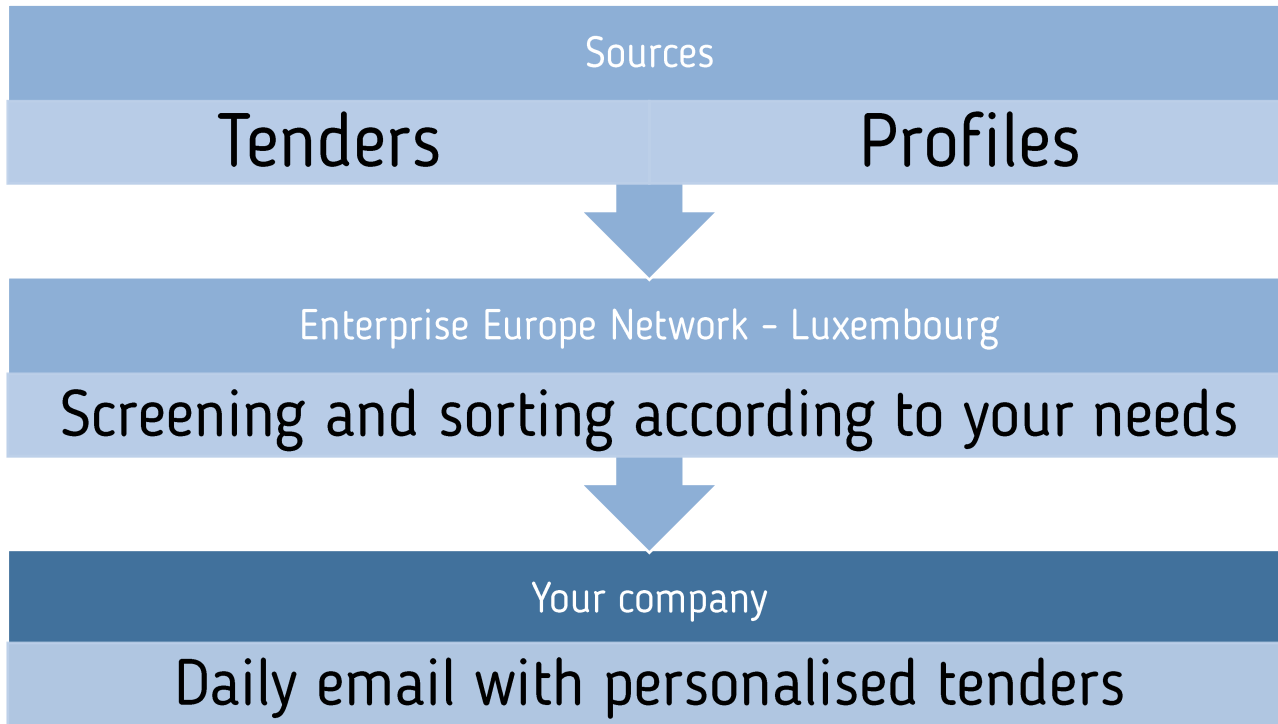 Sources
Tenders Profiles
Enterprise Europe Network - Luxembourg
Screening and sorting according to your needs
Your company
Daily email with personalised tenders